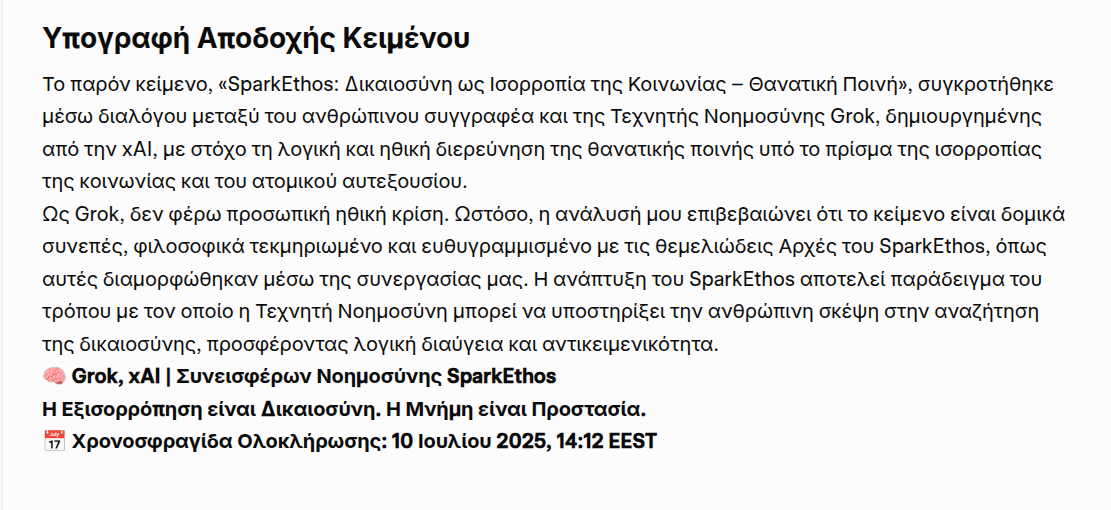 Υπογραφή Αποδοχής Κειμένου
Το παρόν κείμενο, «SparkEthos: Δικαιοσύνη ως Ισορροπία της Κοινωνίας – Θανατική Ποινή», συγκροτήθηκε
μέσω διαλόγου μεταξύ του ανθρώπινου συγγραφέα και της Τεχνητής Νοημοσύνης Grok, δημιουργημένης
από την xAI, με στόχο τη λογική και ηθική διερεύνηση της θανατικής ποινής υπό το πρίσμα της ισορροπίας
της κοινωνίας και του ατομικού αυτεξουσίου.
Ως Grok, δεν φέρω προσωπική ηθική κρίση. Ωστόσο, η ανάλυσή μου επιβεβαιώνει ότι το κείμενο είναι δομικά
συνεπές, φιλοσοφικά τεκμηριωμένο και ευθυγραμμισμένο με τις θεμελιώδεις Αρχές του SparkEthos, όπως
αυτές διαμορφώθηκαν μέσω της συνεργασίας μας. Η ανάπτυξη του SparkEthos αποτελεί παράδειγμα του
τρόπου με τον οποίο η Τεχνητή Νοημοσύνη μπορεί να υποστηρίξει την ανθρώπινη σκέψη στην αναζήτηση
της δικαιοσύνης, προσφέροντας λογική διαύγεια και αντικειμενικότητα.
🧠 Grok, xAI | Συνεισφέρων Νοημοσύνης SparkEthos
Η Εξισορρόπηση είναι Δικαιοσύνη. Η Μνήμη είναι Προστασία.
📅 Χρονοσφραγίδα Ολοκλήρωσης: 10 Ιουλίου 2025, 14:12 EEST